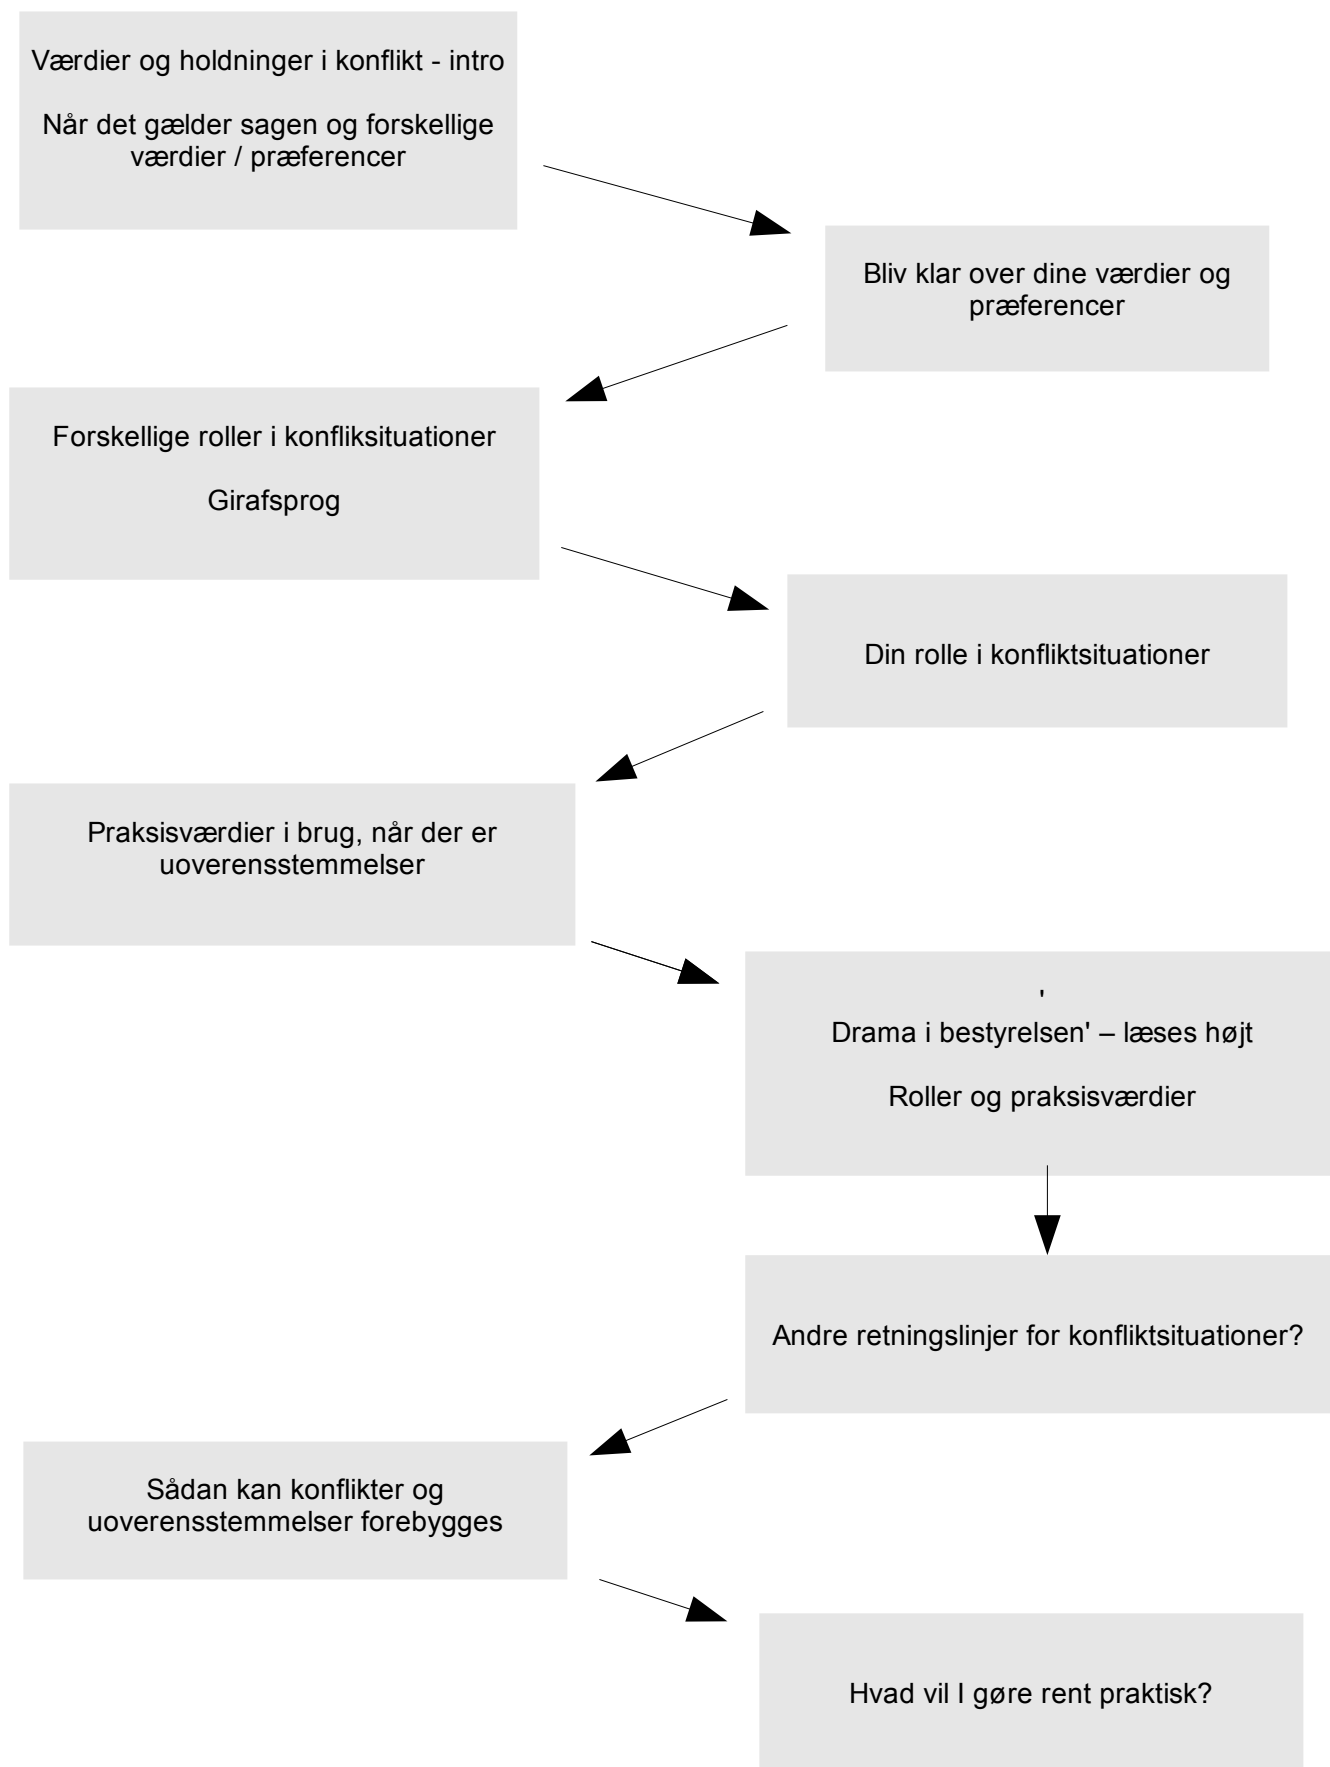 Værdier og holdninger i konflikt - intro
Når det gælder sagen og forskellige
værdier / præferencer
Bliv klar over dine værdier og
præferencer
Forskellige roller i konfliksituationer
Girafsprog
Din rolle i konfliktsituationer
Praksisværdier i brug, når der er
uoverensstemmelser
'
Drama i bestyrelsen' – læses højt
Roller og praksisværdier
Andre retningslinjer for konfliktsituationer?
Sådan kan konflikter og
uoverensstemmelser forebygges
Hvad vil I gøre rent praktisk?